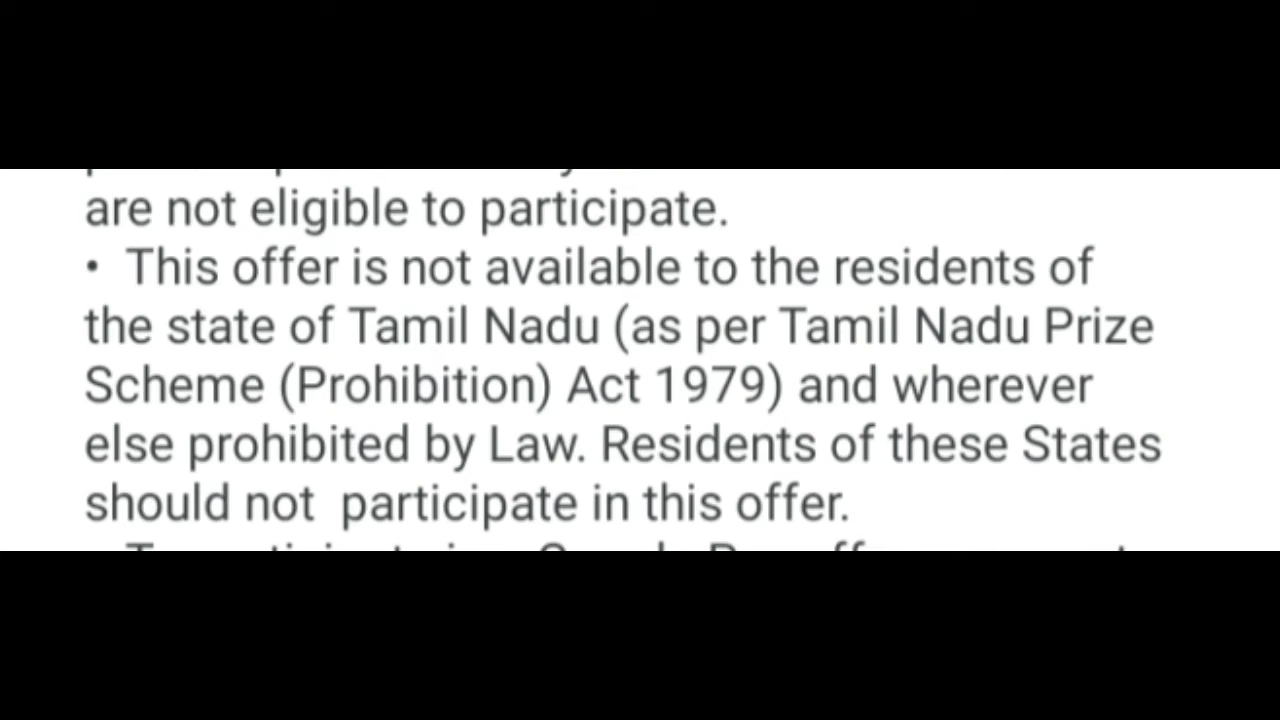 are not eligible to participate.
• This offer is not available to the residents of
the state of Tamil Nadu (as per Tamil Nadu Prize
Scheme (Prohibition) Act 1979) and wherever
else prohibited by Law. Residents of these States
should not  participate in this offer.